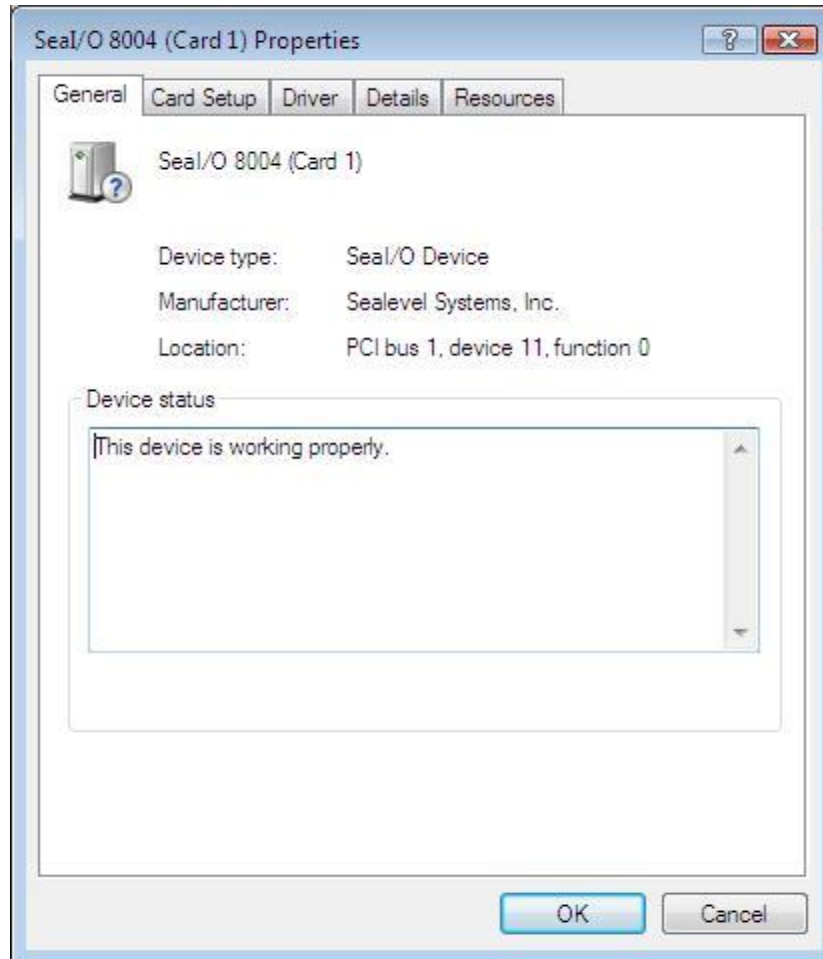 SeaI/O 8004 (Card 1) Properties
General Card Setup Driver Details Resources
SeaI/O 8004 (Card 1)
Device type: SeaI/O Device
Manufacturer: Sealevel Systems, Inc.
Location: PCI bus 1, device 11, function 0
Device status
This device is working properly.
OK Cancel